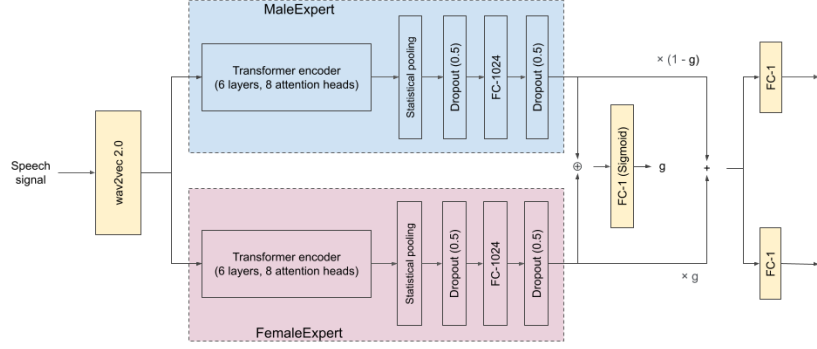 MaleExpert
Transformer encoder
(6 layers, 8 attention heads)
Statistical pooling
Dropout (0.5)
FC-1024
Dropout (0.5)
× (1 - g)
FC-1
Speech
signal
wav2vec 2.0
⊕
FC-1 (Sigmoid)
g
+
Transformer encoder
(6 layers, 8 attention heads)
Statistical pooling
Dropout (0.5)
FC-1024
Dropout (0.5)
× g
FC-1
FemaleExpert